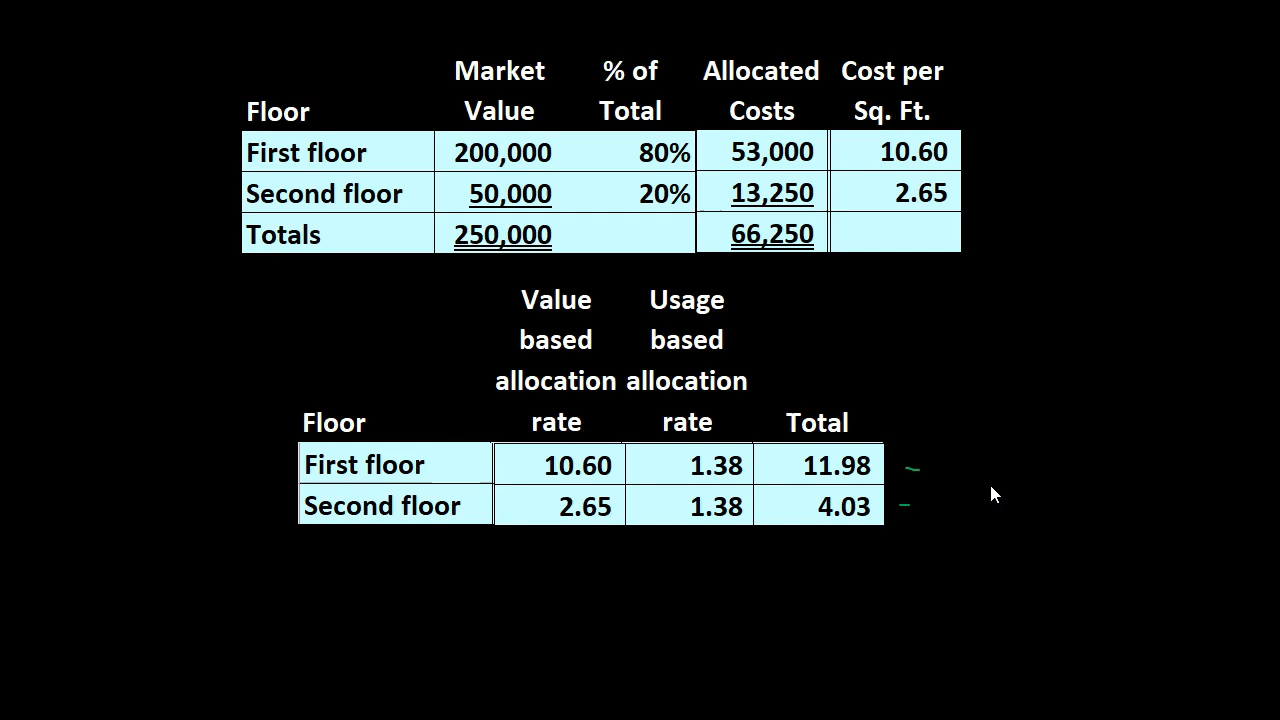 Market % of Allocated Cost per
Floor Value Total Costs Sq. Ft.
First floor 200,000 80% 53,000 10.60
Second floor 50,000 20% 13,250 2.65
Totals 250,000 66,250
Value Usage
based based
allocation allocation
Floor rate rate Total
First floor 10.60 1.38 11.98
Second floor 2.65 1.38 4.03